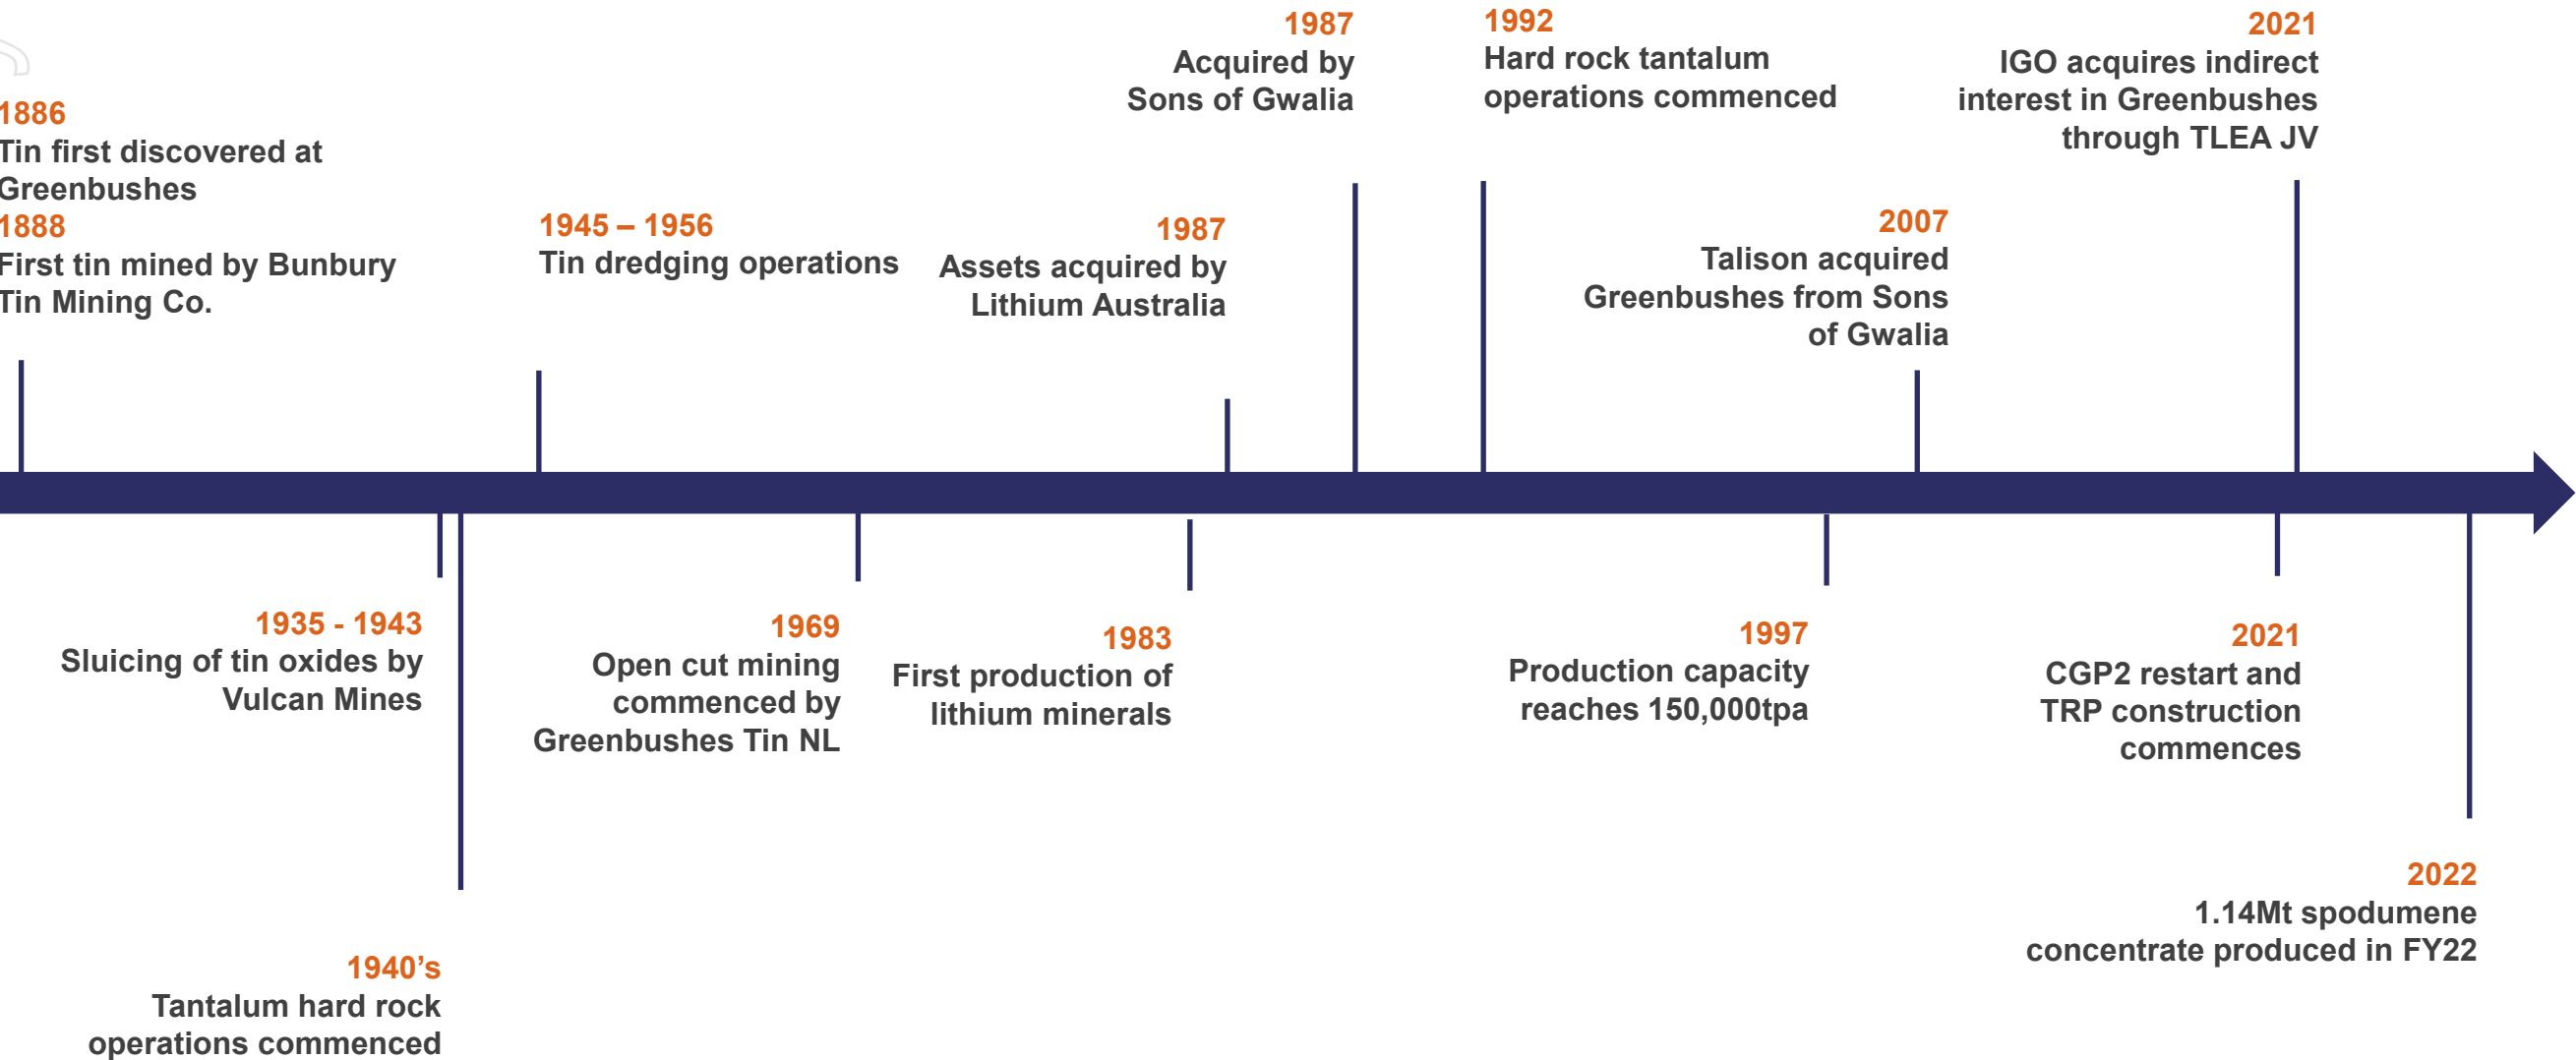 1886
Tin first discovered at
Greenbushes
1888
First tin mined by Bunbury
Tin Mining Co.
1945 – 1956
Tin dredging operations
1987
Assets acquired by
Lithium Australia
1987
Acquired by
Sons of Gwalia
1992
Hard rock tantalum
operations commenced
2007
Talison acquired
Greenbushes from Sons
of Gwalia
2021
IGO acquires indirect
interest in Greenbushes
through TLEA JV
1935 - 1943
Sluicing of tin oxides by
Vulcan Mines
1940’s
Tantalum hard rock
operations commenced
1969
Open cut mining
commenced by
Greenbushes Tin NL
1983
First production of
lithium minerals
1997
Production capacity
reaches 150,000tpa
2021
CGP2 restart and
TRP construction
commences
2022
1.14Mt spodumene
concentrate produced in FY22